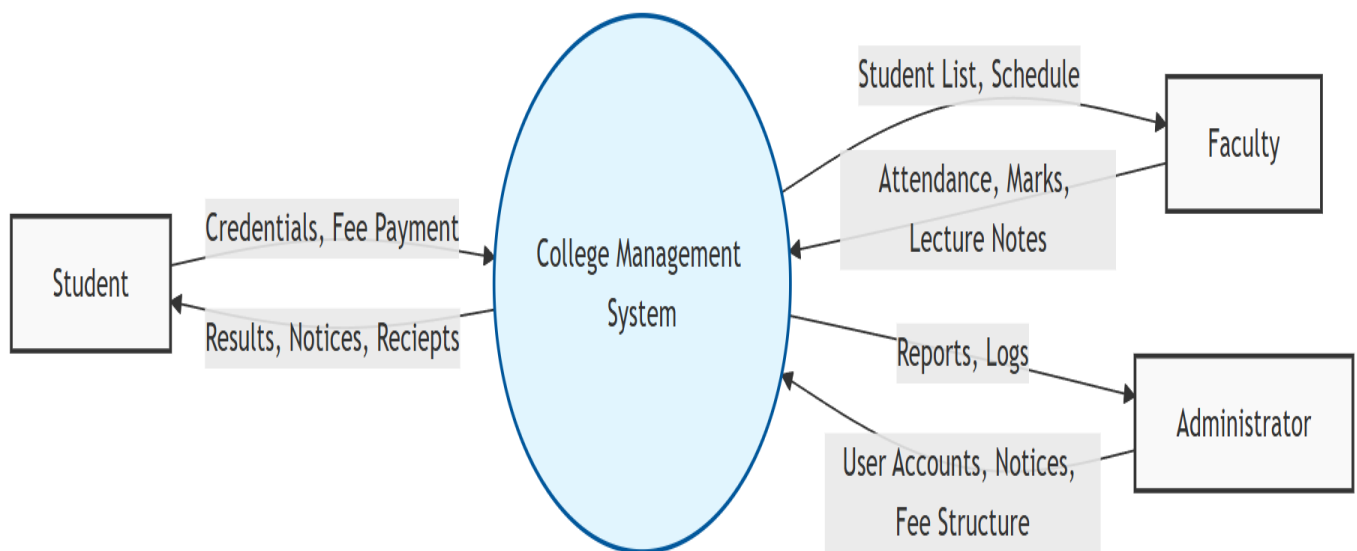 Student
Credentials, Fee Payment
Results, Notices, Reciepts
College Management
System
Student List, Schedule
Attendance, Marks,
Lecture Notes
Faculty
Reports, Logs
User Accounts, Notices,
Fee Structure
Administrator